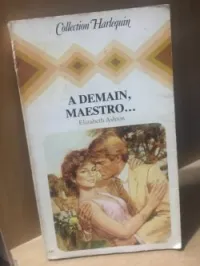 Collection Harlequin
A DEMAIN,
MAESTRO...
Elizabeth Ashton